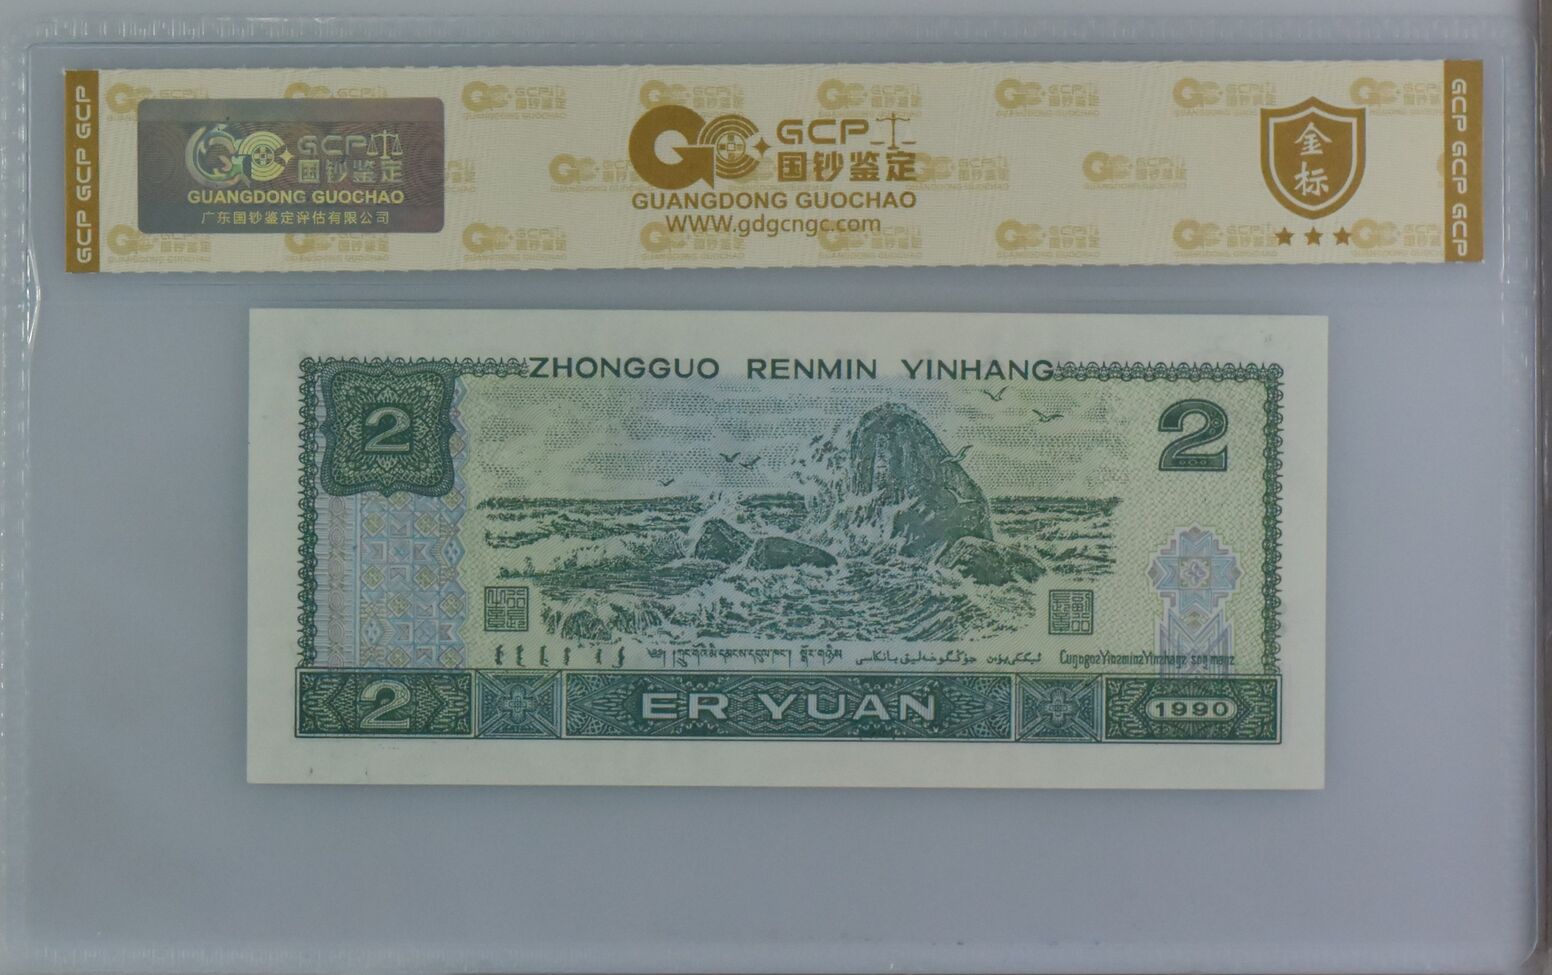 GCP GCP
GCP
国钞鉴定
GUANGDONG GUOCHAO
广东国钞鉴定评估有限公司
GCP
国钞鉴定
GUANGDONG GUOCHAO
WWW.gdgcngc.com
金标
GCP GCP GCP
ZHONGGUO RENMIN YINHANG
2
2
2
ER YUAN
1990